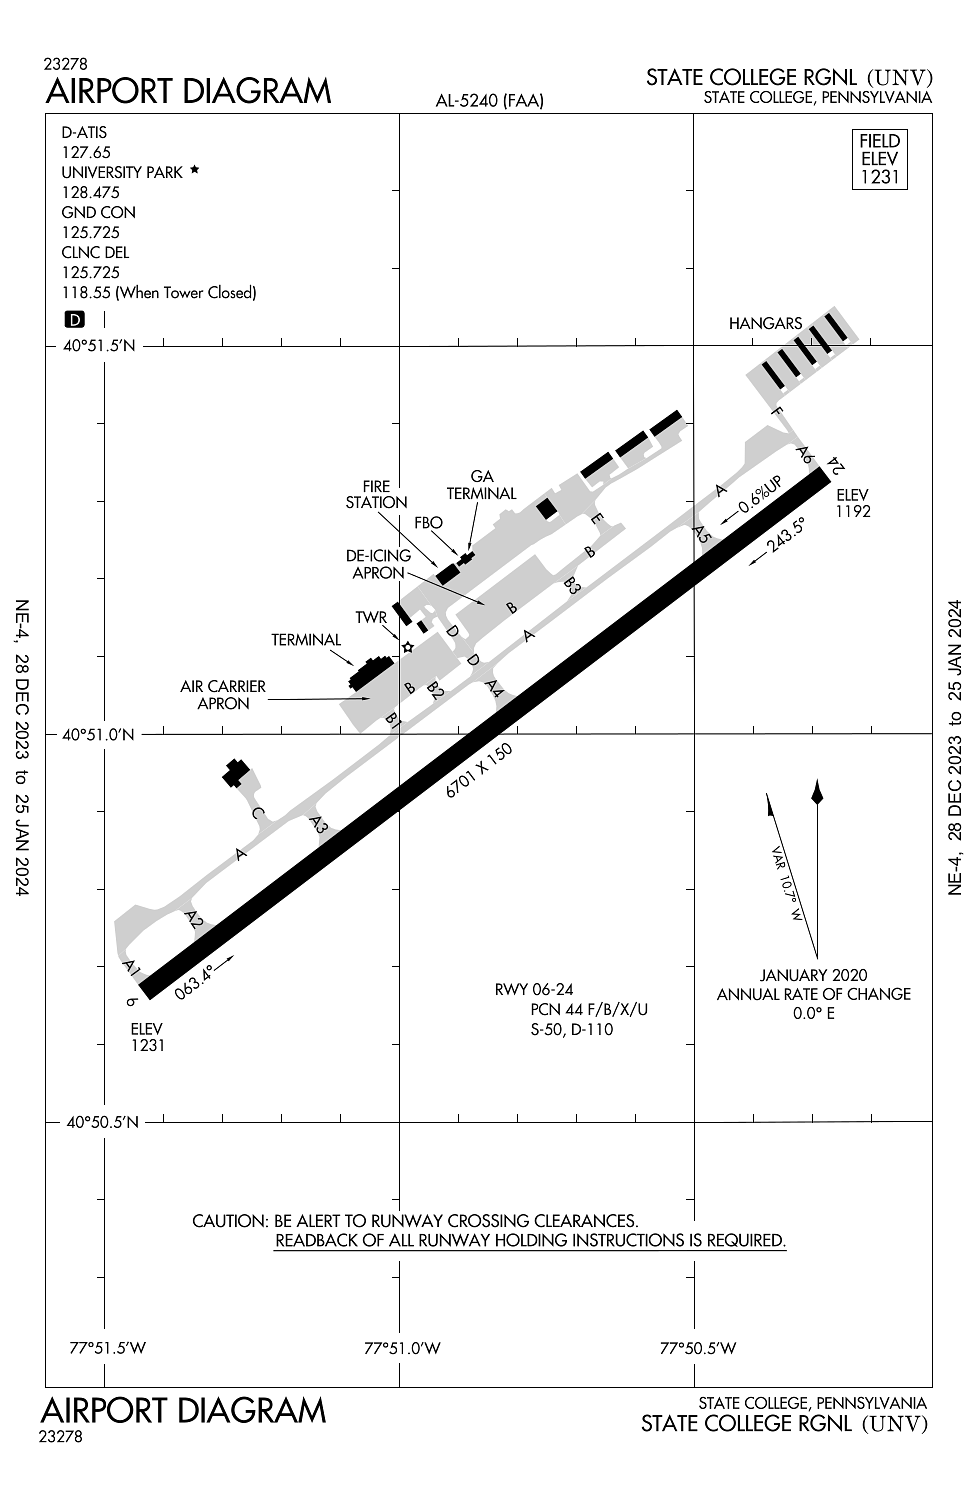 23278
AIRPORT DIAGRAM
AL-5240 (FAA)
STATE COLLEGE RGNL (UNV)
STATE COLLEGE, PENNSYLVANIA
D-ATIS
127.65
UNIVERSITY PARK ★
128.475
GND CON
125.725
CLNC DEL
125.725
118.55 (When Tower Closed)
D
FIELD
ELEV
1231
HANGARS
40°51.5'N
F
A6
24
ELEV
1192
GA
TERMINAL
FIRE
STATION
FBO
DE-ICING
APRON
A
0.6%UP
E
A5
243.5°
B
B3
B
TWR
D
A
TERMINAL
D
AIR CARRIER
APRON
B
B2
A4
B1
40°51.0'N
6701 X 150
C
A3
A
VAR 10.7° W
A2
A1
6
063.4°
ELEV
1231
RWY 06-24
PCN 44 F/B/X/U
S-50, D-110
JANUARY 2020
ANNUAL RATE OF CHANGE
0.0° E
40°50.5'N
CAUTION: BE ALERT TO RUNWAY CROSSING CLEARANCES.
READBACK OF ALL RUNWAY HOLDING INSTRUCTIONS IS REQUIRED.
77°51.5'W
77°51.0'W
77°50.5'W
NE-4, 28 DEC 2023 to 25 JAN 2024
NE-4, 28 DEC 2023 to 25 JAN 2024
AIRPORT DIAGRAM
23278
STATE COLLEGE, PENNSYLVANIA
STATE COLLEGE RGNL (UNV)